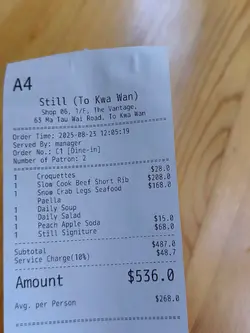 A4
Still (To Kwa Wan)
Shop 06, 1/F, The Vantage,
63 Ma Tau Wai Road, To Kwa Wan
Order Time: 2025-08-23 12:05:19
Served By: manager
Order No.: C1 [Dine-in]
Number of Patron: 2
1 Croquettes $28.0
1 Slow Cook Beef Short Rib $208.0
1 Snow Crab Legs Seafood $168.0
Paella
1 Daily Soup
1 Daily Salad
1 Peach Apple Soda $15.0
1 Still Signiture $68.0
Subtotal $487.0
Service Charge(10%) $48.7
Amount $536.0
Avg. per Person $268.0